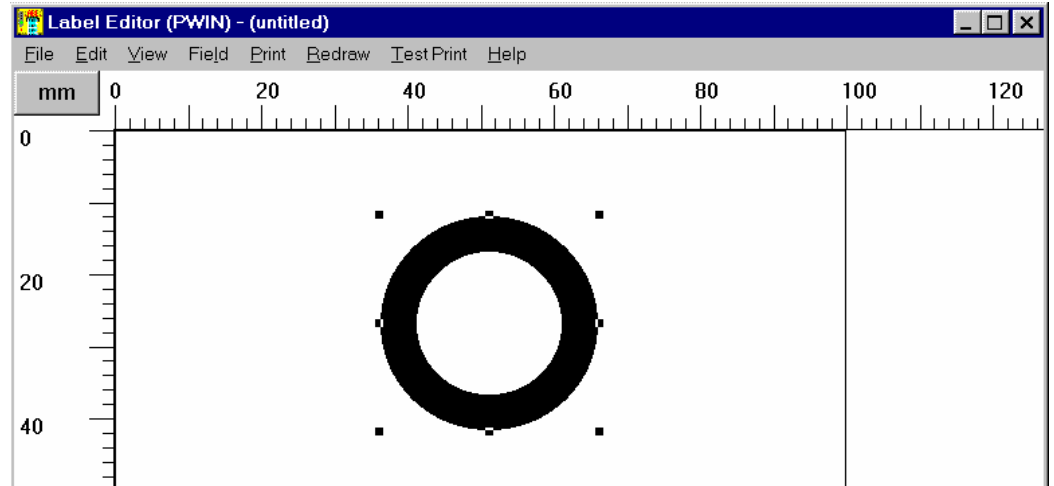 Label Editor (PWIN) - (untitled)
File Edit View Field Print Redraw Test Print Help
mm 0 20 40 60 80 100 120
0
20
40